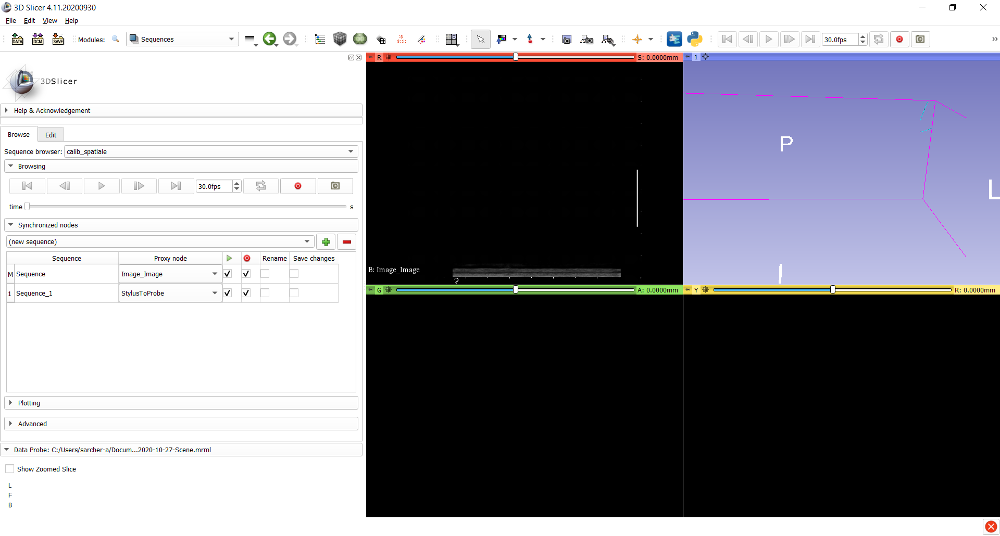 3D Slicer 4.11.20200930
File Edit View Help
DATA DCM SAVE Modules: Sequences 30.0fps
3DSlicer
Help & Acknowledgement
Browse Edit
Sequence browser: calib_spatiale
Browsing
30.0fps
time s
Synchronized nodes
(new sequence)
Sequence Proxy node Rename Save changes
M Sequence Image_Image
1 Sequence_1 StylusToProbe
Plotting
Advanced
Data Probe: C:/Users/sarcher-a/Docum...2020-10-27-Scene.mrml
Show Zoomed Slice
L
F
B
R S: 0.0000mm
B: Image_Image
?
1
P
L
I
G A: 0.0000mm
Y R: 0.0000mm